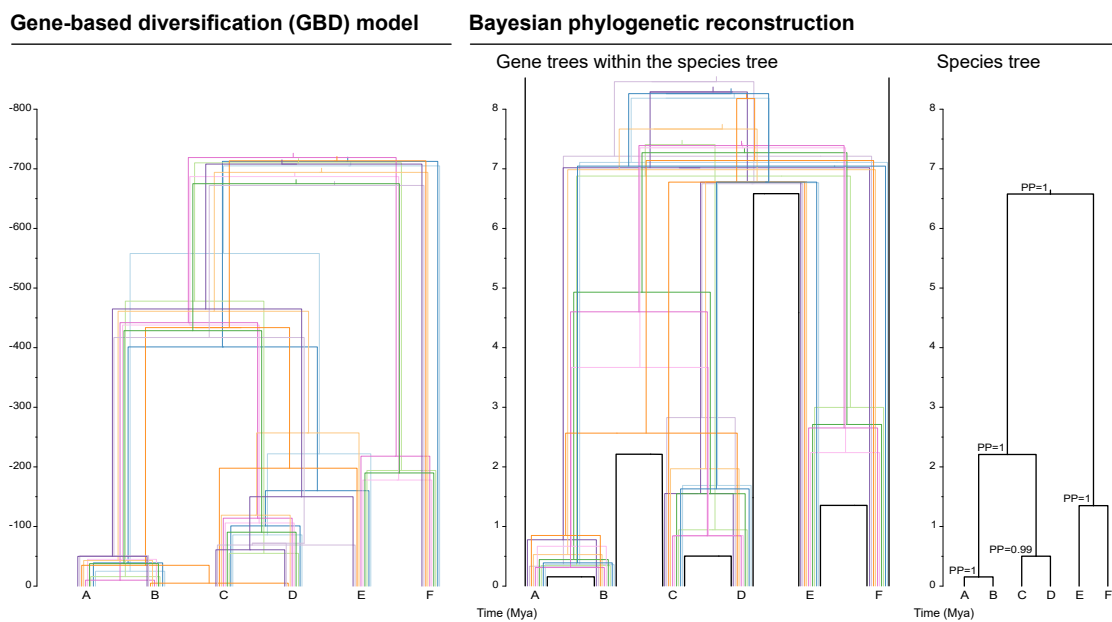 Gene-based diversification (GBD) model
Bayesian phylogenetic reconstruction
Gene trees within the species tree
Species tree
-800
-700
-600
-500
-400
-300
-200
-100
0
A B C D E F
8
7
6
5
4
3
2
1
0
A B C D E F
Time (Mya)
8
7
6
5
4
3
2
1
0
PP=1
PP=1
PP=1
PP=0.99
PP=1
A B C D E F
Time (Mya)